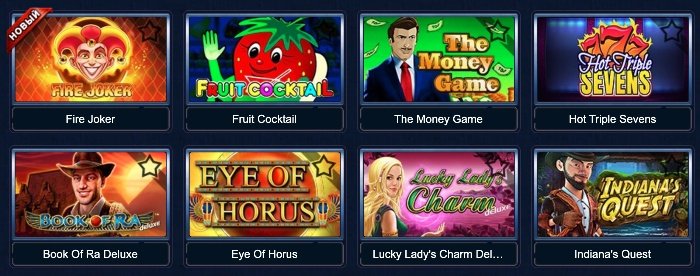 НОВЫЙ
FIRE JOKER
FRUIT COCKTAIL
The
Money
Game
777
Hot Triple
SEVENS
Fire Joker
Fruit Cocktail
The Money Game
Hot Triple Sevens
BOOK OF RA
deluxe
EYE OF
HORUS
Lucky Lady's
Charm
deluxe
INDIANA'S
QUEST
Book Of Ra Deluxe
Eye Of Horus
Lucky Lady's Charm Del...
Indiana's Quest